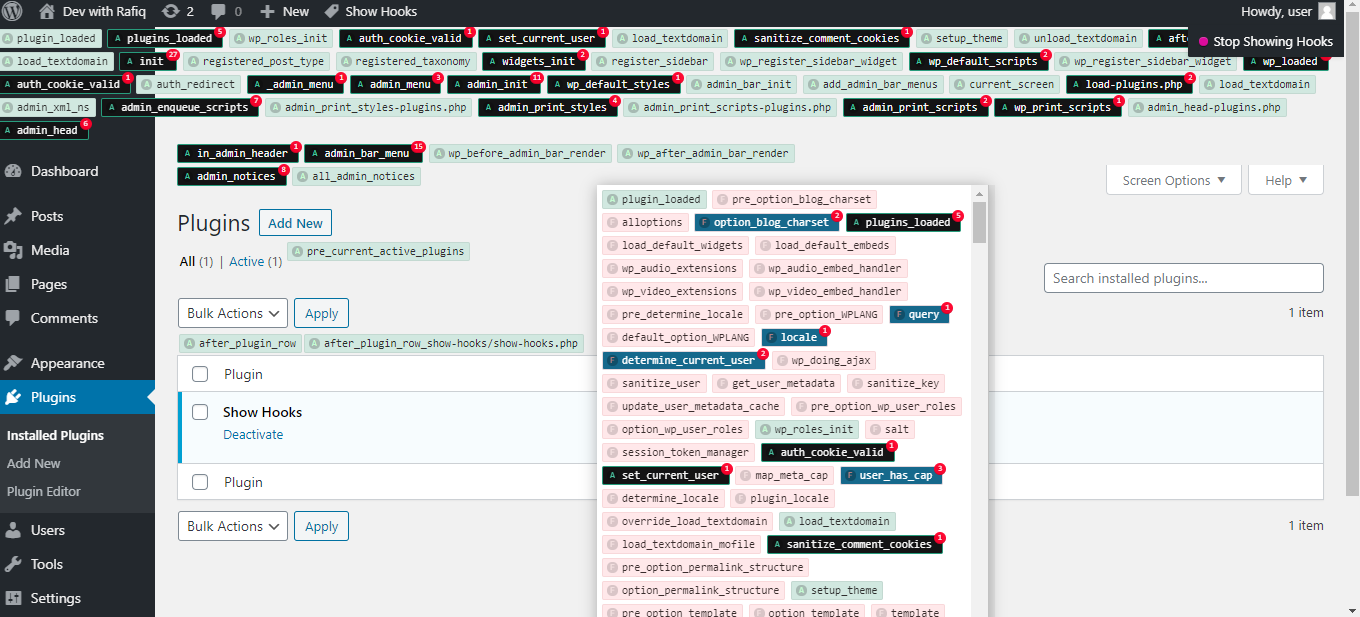 Dev with Rafiq 2 0 New Show Hooks Howdy, user
A plugin_loaded A plugins_loaded 5 A wp_roles_init A auth_cookie_valid 1 A set_current_user 1 A load_textdomain A sanitize_comment_cookies 1 A setup_theme A unload_textdomain A
Stop Showing Hooks
A load_textdomain A init 27 A registered_post_type A registered_taxonomy A widgets_init 2 A register_sidebar A wp_register_sidebar_widget A wp_default_scripts 2 A wp_register_sidebar_widget A wp_loaded
A auth_cookie_valid 1 A auth_redirect A _admin_menu 1 A admin_menu 3 A admin_init 11 A wp_default_styles 1 A admin_bar_init A add_admin_bar_menus A current_screen A load-plugins.php 2 A load_textdomain
A admin_xml_ns A admin_enqueue_scripts 7 A admin_print_styles-plugins.php A admin_print_styles 4 A admin_print_scripts-plugins.php A admin_print_scripts 2 A wp_print_scripts 1 A admin_head-plugins.php
A admin_head 6
A in_admin_header 1 A admin_bar_menu 15 A wp_before_admin_bar_render A wp_after_admin_bar_render
A admin_notices 8 A all_admin_notices
Screen Options Help
Dashboard
Posts
Media
Pages
Comments
Appearance
Plugins
Installed Plugins
Add New
Plugin Editor
Users
Tools
Settings
Plugins Add New
A pre_current_active_plugins
All (1) | Active (1)
Search installed plugins...
Bulk Actions Apply
1 item
A after_plugin_row A after_plugin_row_show-hooks/show-hooks.php
Plugin
Show Hooks
Deactivate
Plugin
Bulk Actions Apply
1 item
A plugin_loaded F pre_option_blog_charset
F alloptions F option_blog_charset 2 A plugins_loaded 5
F load_default_widgets F load_default_embeds
F wp_audio_extensions F wp_audio_embed_handler
F wp_video_extensions F wp_video_embed_handler
F pre_determine_locale F pre_option_WPLANG F query 1
F default_option_WPLANG F locale 1
F determine_current_user 2 F wp_doing_ajax
F sanitize_user F get_user_metadata F sanitize_key
F update_user_metadata_cache F pre_option_wp_user_roles
F option_wp_user_roles A wp_roles_init F salt
F session_token_manager A auth_cookie_valid 1
A set_current_user 1 F map_meta_cap F user_has_cap 3
F determine_locale F plugin_locale
F override_load_textdomain A load_textdomain
F load_textdomain_mofile A sanitize_comment_cookies 1
F pre_option_permalink_structure
F option_permalink_structure A setup_theme
F pre_option_template F option_template F template